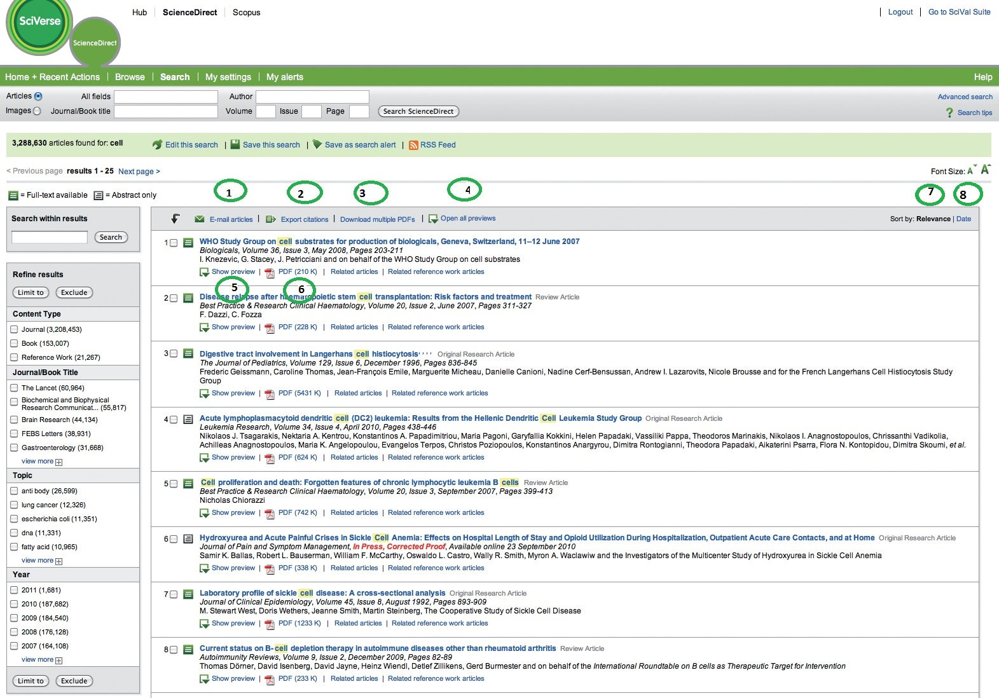 SciVerse
ScienceDirect
Hub | ScienceDirect | Scopus
| Logout | Go to SciVal Suite
Home + Recent Actions | Browse | Search | My settings | My alerts
Help
Articles All fields Author
Advanced search
Images Journal/Book title Volume Issue Page Search ScienceDirect
? Search tips
3,288,630 articles found for: cell
Edit this search | Save this search | Save as search alert | RSS Feed
< Previous page results 1 - 25 Next page >
Font Size: A A
= Full-text available = Abstract only
1 2 3 4 7 8
Search within results
Search
Refine results
Limit to Exclude
Content Type
Journal (3,208,453)
Book (153,007)
Reference Work (21,267)
Journal/Book Title
The Lancet (60,964)
Biochemical and Biophysical
Research Communicat... (55,817)
Brain Research (44,134)
FEBS Letters (38,931)
Gastroenterology (31,668)
view more
Topic
anti body (26,599)
lung cancer (12,326)
escherichia coli (11,351)
dna (11,331)
fatty acid (10,965)
view more
Year
2011 (1,681)
2010 (187,682)
2009 (184,540)
2008 (176,128)
2007 (164,108)
view more
Limit to Exclude
E-mail articles | Export citations | Download multiple PDFs | Open all previews
Sort by: Relevance | Date
1 WHO Study Group on cell substrates for production of biologicals, Geneva, Switzerland, 11–12 June 2007
Biologicals, Volume 36, Issue 3, May 2008, Pages 203-211
I. Knezevic, G. Stacey, J. Petricciani and on behalf of the WHO Study Group on cell substrates
Show preview | PDF (210 K) | Related articles | Related reference work articles
5 6
2 Disease relapse after haematopoietic stem cell transplantation: Risk factors and treatment Review Article
Best Practice & Research Clinical Haematology, Volume 20, Issue 2, June 2007, Pages 311-327
F. Dazzi, C. Fozza
Show preview | PDF (228 K) | Related articles | Related reference work articles
3 Digestive tract involvement in Langerhans cell histiocytosis Original Research Article
The Journal of Pediatrics, Volume 129, Issue 6, December 1996, Pages 836-845
Frederic Geissmann, Caroline Thomas, Jean-François Emile, Marguerite Micheau, Danielle Canioni, Nadine Cerf-Bensussan, Andrew I. Lazarovits, Nicole Brousse and for the French Langerhans Cell Histiocytosis Study
Group
Show preview | PDF (5431 K) | Related articles | Related reference work articles
4 Acute lymphoplasmacytoid dendritic cell (DC2) leukemia: Results from the Hellenic Dendritic Cell Leukemia Study Group Original Research Article
Leukemia Research, Volume 34, Issue 4, April 2010, Pages 438-446
Nikolaos J. Tsagarakis, Nektaria A. Kentrou, Konstantinos A. Papadimitriou, Maria Pagoni, Garyfallia Kokkini, Helen Papadaki, Vassiliki Pappa, Theodoros Marinakis, Nikolaos I. Anagnostopoulos, Chrissanthi Vadikolia,
Achilleas Anagnostopoulos, Maria K. Angelopoulou, Evangelos Terpos, Christos Poziopoulos, Konstantinos Anargyrou, Dimitra Rontogianni, Theodora Papadaki, Aikaterini Psarra, Flora N. Kontopidou, Dimitra Skoumi, et al.
Show preview | PDF (624 K) | Related articles | Related reference work articles
5 Cell proliferation and death: Forgotten features of chronic lymphocytic leukemia B cells Review Article
Best Practice & Research Clinical Haematology, Volume 20, Issue 3, September 2007, Pages 399-413
Nicholas Chiorazzi
Show preview | PDF (742 K) | Related articles | Related reference work articles
6 Hydroxyurea and Acute Painful Crises in Sickle Cell Anemia: Effects on Hospital Length of Stay and Opioid Utilization During Hospitalization, Outpatient Acute Care Contacts, and at Home Original Research Article
Journal of Pain and Symptom Management, In Press, Corrected Proof, Available online 23 September 2010
Samir K. Ballas, Robert L. Bauserman, William F. McCarthy, Oswaldo L. Castro, Wally R. Smith, Myron A. Waclawiw and the Investigators of the Multicenter Study of Hydroxyurea in Sickle Cell Anemia
Show preview | PDF (338 K) | Related articles | Related reference work articles
7 Laboratory profile of sickle cell disease: A cross-sectional analysis Original Research Article
Journal of Clinical Epidemiology, Volume 45, Issue 8, August 1992, Pages 893-909
M. Stewart West, Doris Wethers, Jeanne Smith, Martin Steinberg, The Cooperative Study of Sickle Cell Disease
Show preview | PDF (1233 K) | Related articles | Related reference work articles
8 Current status on B-cell depletion therapy in autoimmune diseases other than rheumatoid arthritis Review Article
Autoimmunity Reviews, Volume 9, Issue 2, December 2009, Pages 82-89
Thomas Dörner, David Isenberg, David Jayne, Heinz Wiendl, Detlef Zillikens, Gerd Burmester and on behalf of the International Roundtable on B cells as Therapeutic Target for Intervention
Show preview | PDF (233 K) | Related articles | Related reference work articles